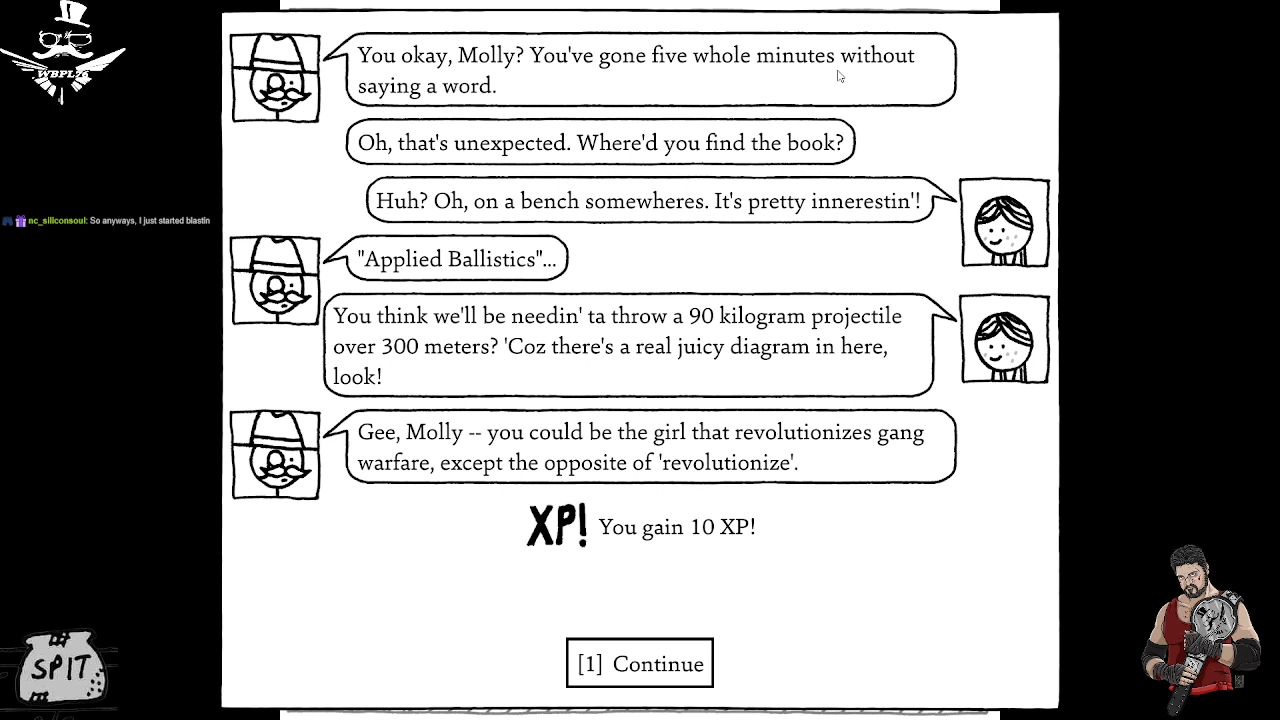 WBPL76
You okay, Molly? You've gone five whole minutes without
saying a word.
Oh, that's unexpected. Where'd you find the book?
Huh? Oh, on a bench somewheres. It's pretty innerestin'!
nc_siliconsoul: So anyways, I just started blastin
"Applied Ballistics"...
You think we'll be needin' ta throw a 90 kilogram projectile
over 300 meters? 'Coz there's a real juicy diagram in here,
look!
Gee, Molly -- you could be the girl that revolutionizes gang
warfare, except the opposite of 'revolutionize'.
XP! You gain 10 XP!
SPIT
[1] Continue